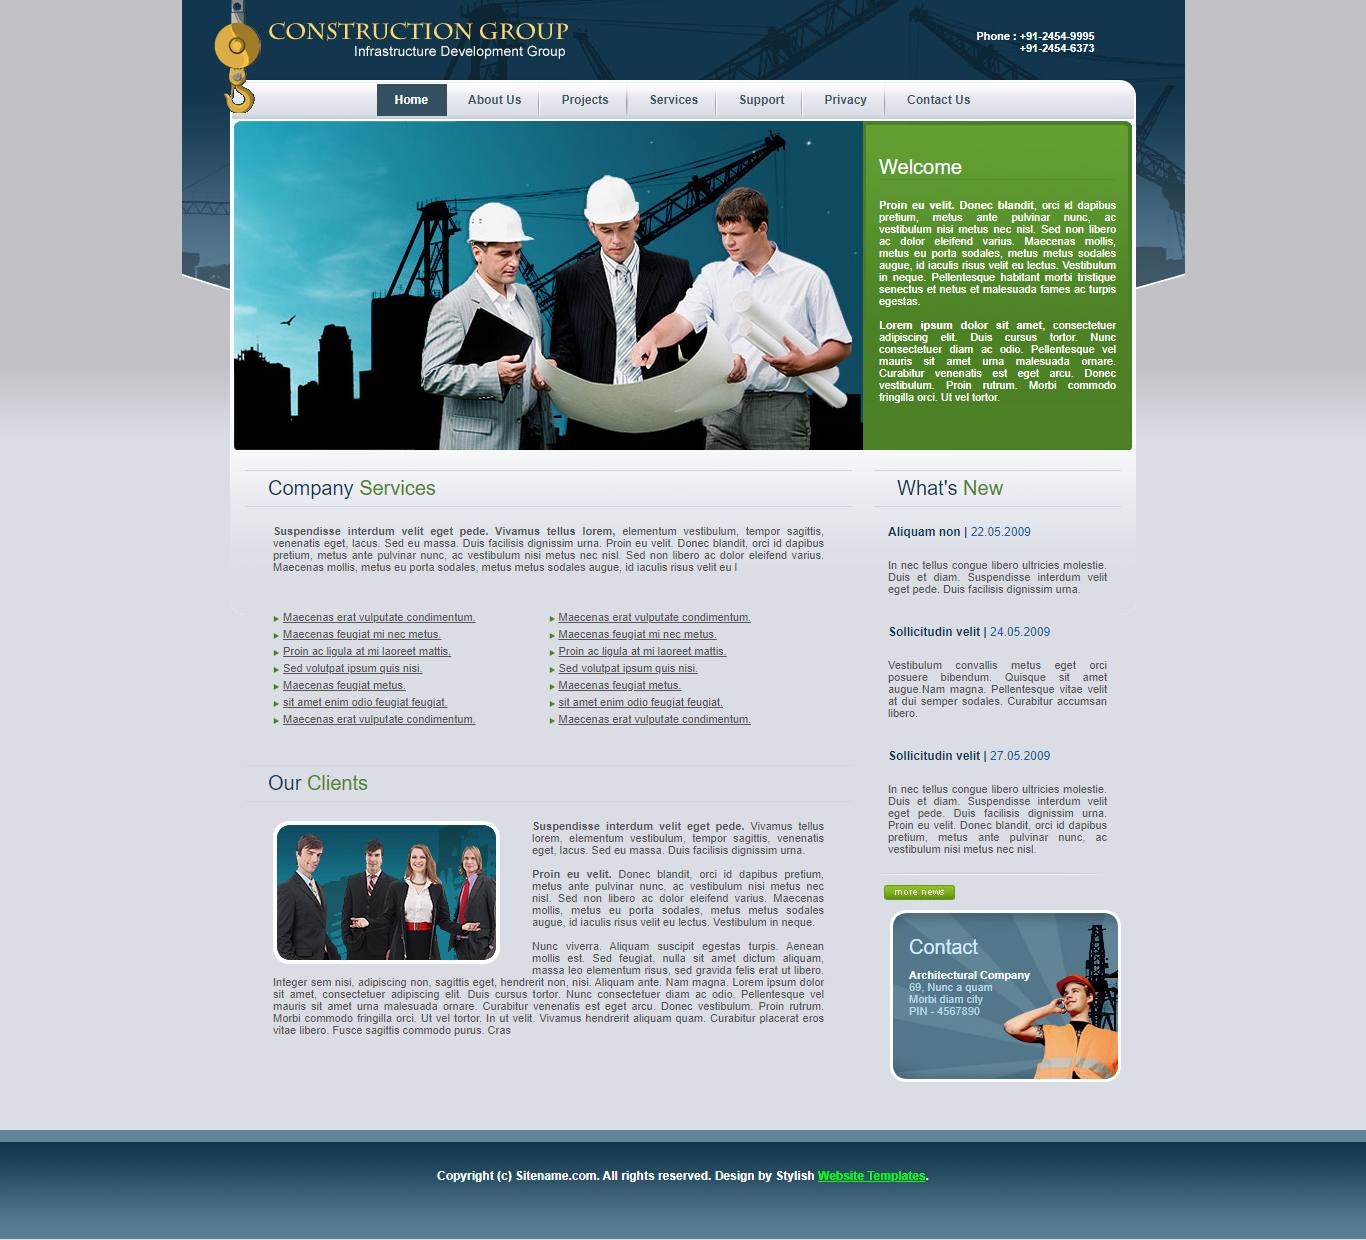 CONSTRUCTION GROUP
Infrastructure Development Group
Phone : +91-2454-9995
+91-2454-6373
Home About Us Projects Services Support Privacy Contact Us
Welcome
Proin eu velit. Donec blandit, orci id dapibus
pretium, metus ante pulvinar nunc, ac
vestibulum nisi metus nec nisl. Sed non libero
ac dolor eleifend varius. Maecenas mollis,
metus eu porta sodales, metus metus sodales
augue, id iaculis risus velit eu lectus. Vestibulum
in neque. Pellentesque habitant morbi tristique
senectus et netus et malesuada fames ac turpis
egestas.
Lorem ipsum dolor sit amet, consectetuer
adipiscing elit. Duis cursus tortor. Nunc
consectetuer diam ac odio. Pellentesque vel
mauris sit amet urna malesuada ornare.
Curabitur venenatis est eget arcu. Donec
vestibulum. Proin rutrum. Morbi commodo
fringilla orci. Ut vel tortor.
Company Services
Suspendisse interdum velit eget pede. Vivamus tellus lorem, elementum vestibulum, tempor sagittis,
venenatis eget, lacus. Sed eu massa. Duis facilisis dignissim urna. Proin eu velit. Donec blandit, orci id dapibus
pretium, metus ante pulvinar nunc, ac vestibulum nisi metus nec nisl. Sed non libero ac dolor eleifend varius.
Maecenas mollis, metus eu porta sodales, metus metus sodales augue, id iaculis risus velit eu l
Maecenas erat vulputate condimentum.
Maecenas feugiat mi nec metus.
Proin ac ligula at mi laoreet mattis.
Sed volutpat ipsum quis nisi.
Maecenas feugiat metus.
sit amet enim odio feugiat feugiat.
Maecenas erat vulputate condimentum.
Maecenas erat vulputate condimentum.
Maecenas feugiat mi nec metus.
Proin ac ligula at mi laoreet mattis.
Sed volutpat ipsum quis nisi.
Maecenas feugiat metus.
sit amet enim odio feugiat feugiat.
Maecenas erat vulputate condimentum.
Our Clients
Suspendisse interdum velit eget pede. Vivamus tellus
lorem, elementum vestibulum, tempor sagittis, venenatis
eget, lacus. Sed eu massa. Duis facilisis dignissim urna.
Proin eu velit. Donec blandit, orci id dapibus pretium,
metus ante pulvinar nunc, ac vestibulum nisi metus nec
nisl. Sed non libero ac dolor eleifend varius. Maecenas
mollis, metus eu porta sodales, metus metus sodales
augue, id iaculis risus velit eu lectus. Vestibulum in neque.
Nunc viverra. Aliquam suscipit egestas turpis. Aenean
mollis est. Sed feugiat, nulla sit amet dictum aliquam,
massa leo elementum risus, sed gravida felis erat ut libero.
Integer sem nisi, adipiscing non, sagittis eget, hendrerit non, nisi. Aliquam ante. Nam magna. Lorem ipsum dolor
sit amet, consectetuer adipiscing elit. Duis cursus tortor. Nunc consectetuer diam ac odio. Pellentesque vel
mauris sit amet urna malesuada ornare. Curabitur venenatis est eget arcu. Donec vestibulum. Proin rutrum.
Morbi commodo fringilla orci. Ut vel tortor. In ut velit. Vivamus hendrerit aliquam quam. Curabitur placerat eros
vitae libero. Fusce sagittis commodo purus. Cras
What's New
Aliquam non | 22.05.2009
In nec tellus congue libero ultricies molestie.
Duis et diam. Suspendisse interdum velit
eget pede. Duis facilisis dignissim urna.
Sollicitudin velit | 24.05.2009
Vestibulum convallis metus eget orci
posuere bibendum. Quisque sit amet
augue.Nam magna. Pellentesque vitae velit
at dui semper sodales. Curabitur accumsan
libero.
Sollicitudin velit | 27.05.2009
In nec tellus congue libero ultricies molestie.
Duis et diam. Suspendisse interdum velit
eget pede. Duis facilisis dignissim urna.
Proin eu velit. Donec blandit, orci id dapibus
pretium, metus ante pulvinar nunc, ac
vestibulum nisi metus nec nisl.
more news
Contact
Architectural Company
69, Nunc a quam
Morbi diam city
PIN - 4567890
Copyright (c) Sitename.com. All rights reserved. Design by Stylish Website Templates.